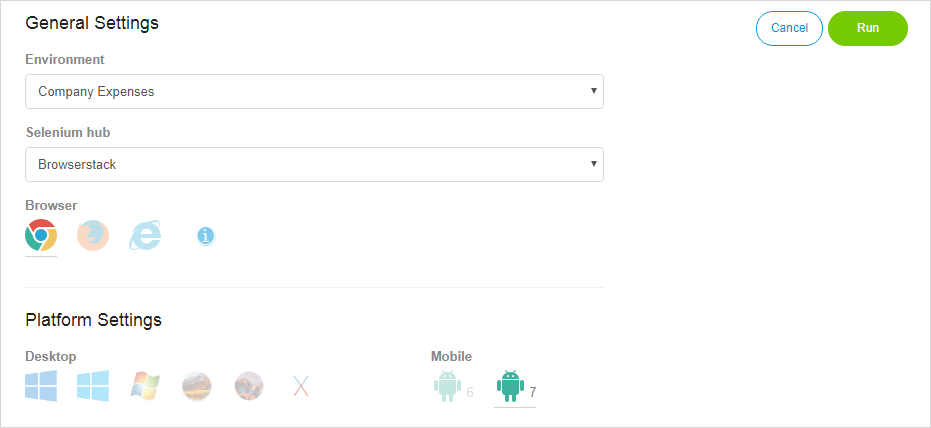 General Settings
Cancel
Run
Environment
Company Expenses
Selenium hub
Browserstack
Browser
Platform Settings
Desktop
Mobile
6
7